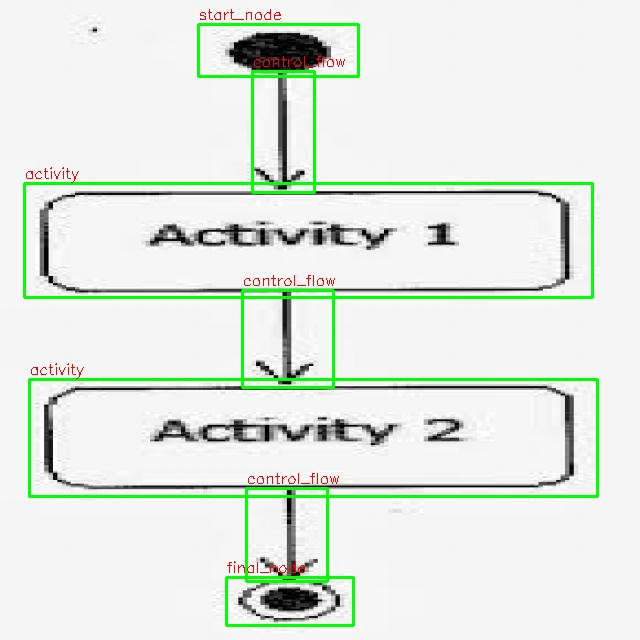 start_node
control_flow
activity
Activity 1
control_flow
activity
Activity 2
control_flow
final_node